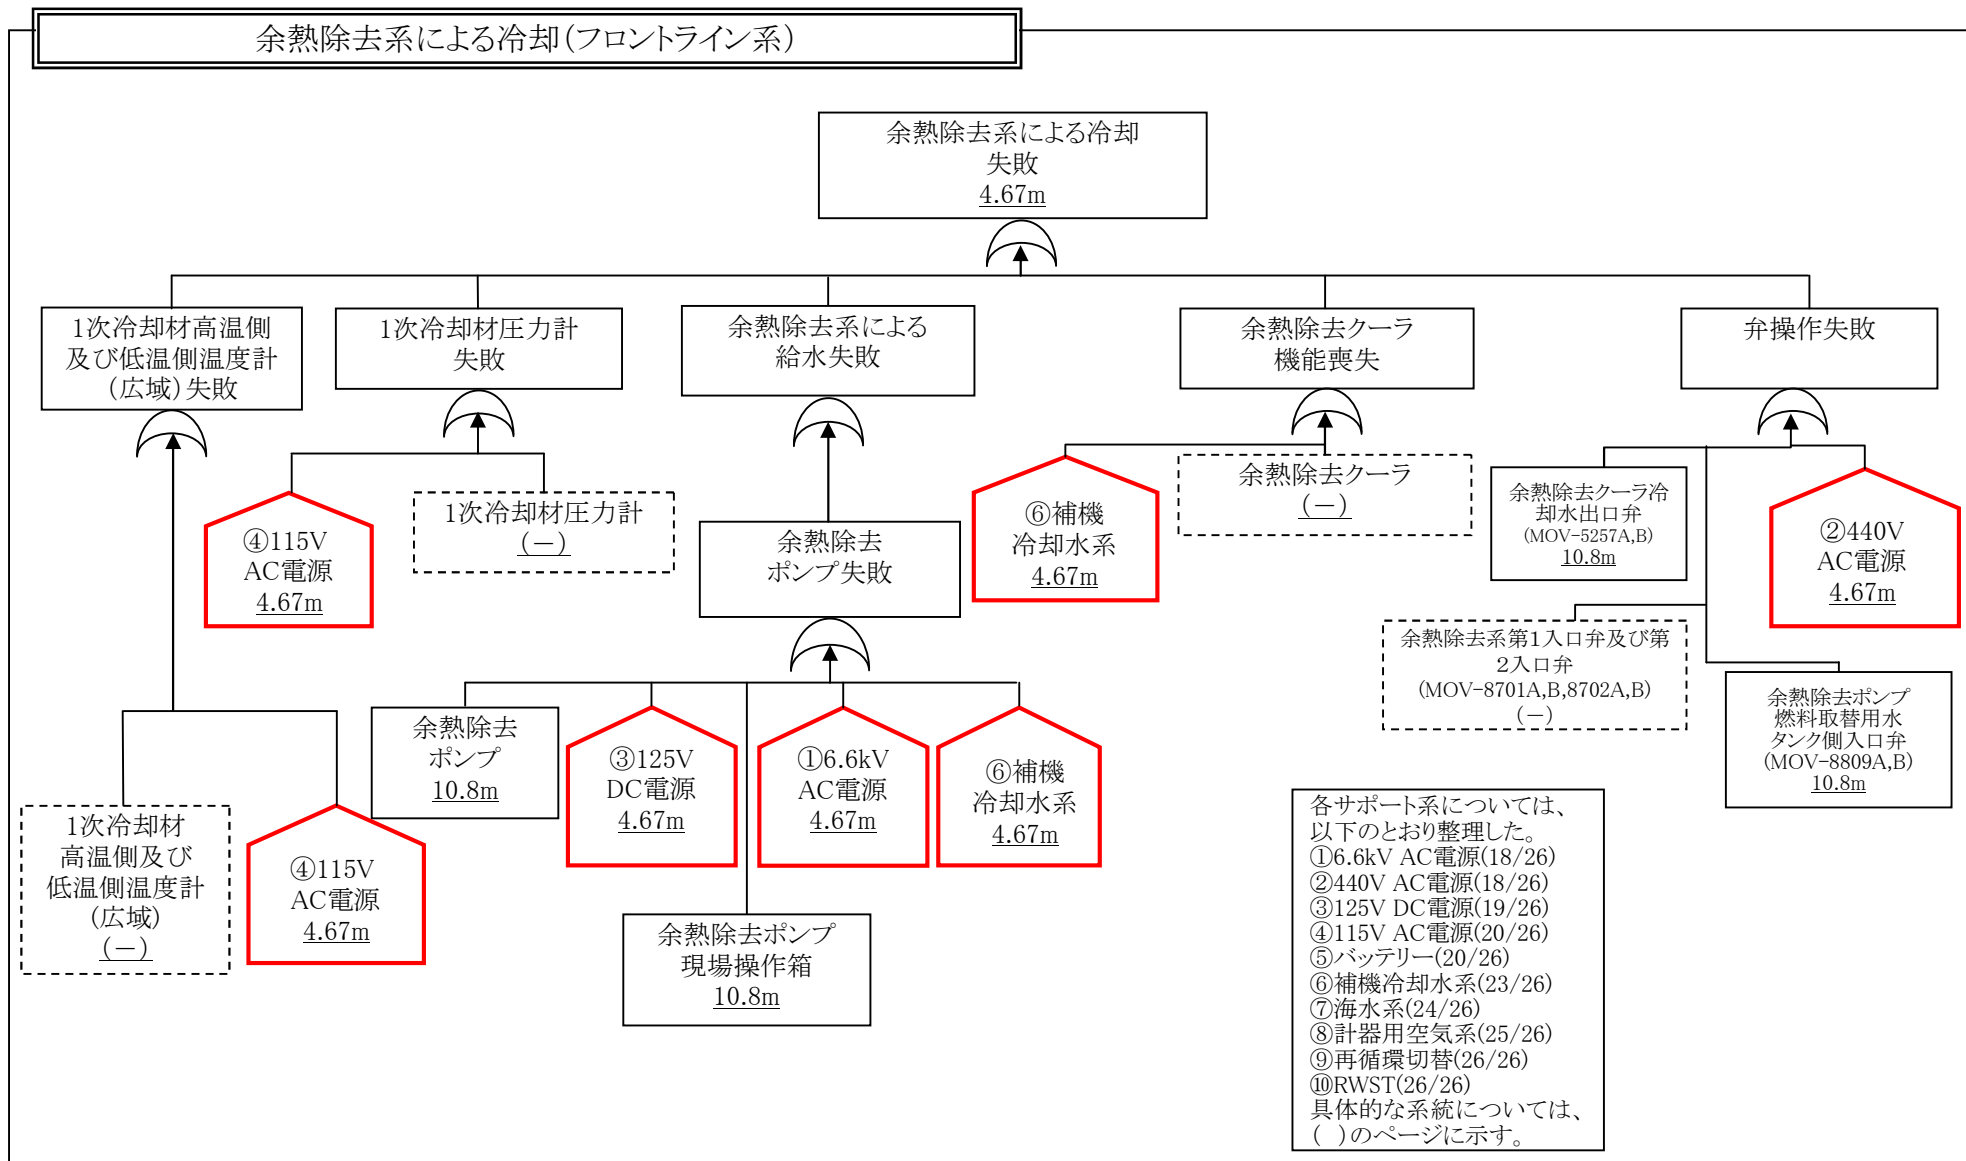 余熱除去系による冷却（フロントライン系）
余熱除去系による冷却
失敗
4.67m
1次冷却材高温側
及び低温側温度計
（広域）失敗
1次冷却材圧力計
失敗
余熱除去系による
給水失敗
余熱除去クーラ
機能喪失
弁操作失敗
④115V
AC電源
4.67m
1次冷却材圧力計
（－）
余熱除去
ポンプ失敗
⑥補機
冷却水系
4.67m
余熱除去クーラ
（－）
余熱除去クーラ冷
却水出口弁
(MOV-5257A,B)
10.8m
②440V
AC電源
4.67m
余熱除去系第1入口弁及び第
2入口弁
(MOV-8701A,B,8702A,B)
（－）
余熱除去ポンプ
燃料取替用水
タンク側入口弁
(MOV-8809A,B)
10.8m
1次冷却材
高温側及び
低温側温度計
(広域)
（－）
④115V
AC電源
4.67m
余熱除去
ポンプ
10.8m
③125V
DC電源
4.67m
余熱除去ポンプ
現場操作箱
10.8m
①6.6kV
AC電源
4.67m
⑥補機
冷却水系
4.67m
各サポート系については、
以下のとおり整理した。
①6.6kV AC電源(18/26)
②440V AC電源(18/26)
③125V DC電源(19/26)
④115V AC電源(20/26)
⑤バッテリー(20/26)
⑥補機冷却水系(23/26)
⑦海水系(24/26)
⑧計器用空気系(25/26)
⑨再循環切替(26/26)
⑩RWST(26/26)
具体的な系統については、
(　)のページに示す。